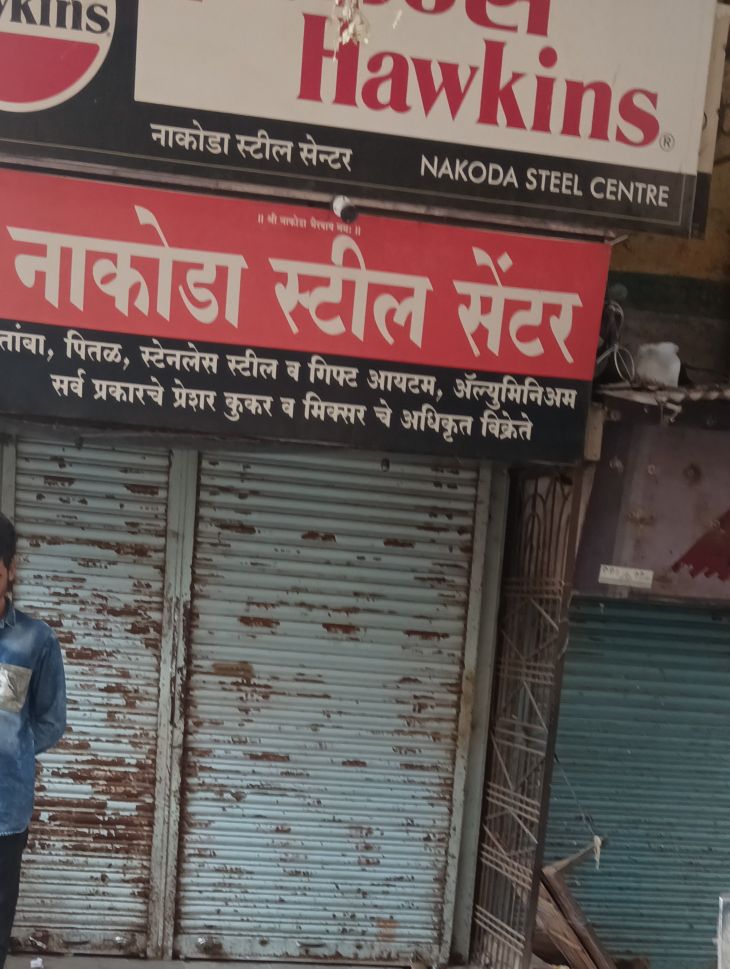 Hawkins
नाकोडा स्टील सेन्टर
NAKODA STEEL CENTRE
नाकोडा स्टील सेंटर
तांबा, पितळ, स्टेनलेस स्टील व गिफ्ट आयटम, ॲल्युमिनिअम
सर्व प्रकारचे प्रेशर कुकर व मिक्सर चे अधिकृत विक्रेते